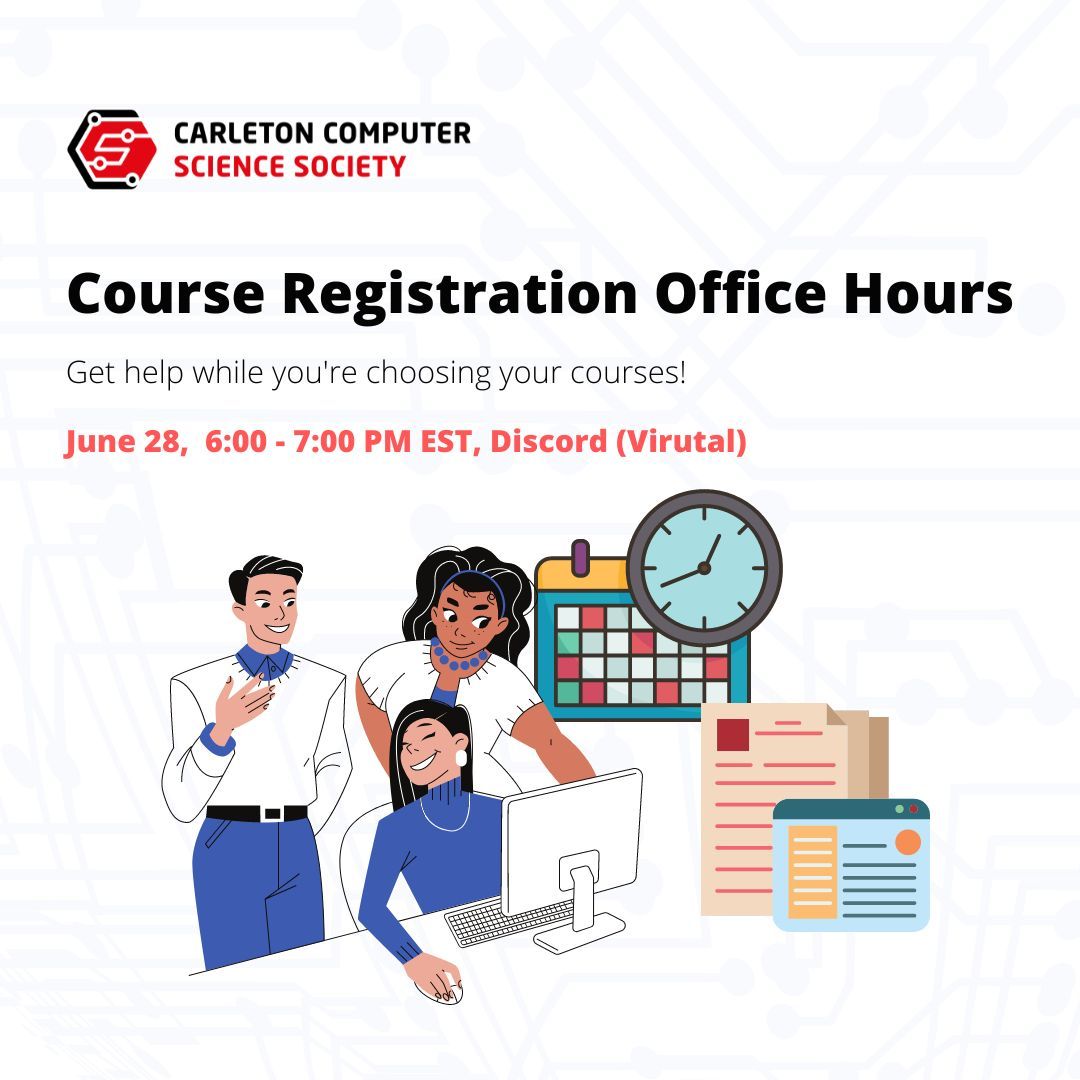 CARLETON COMPUTER
SCIENCE SOCIETY
Course Registration Office Hours
Get help while you're choosing your courses!
June 28,  6:00 - 7:00 PM EST, Discord (Virutal)